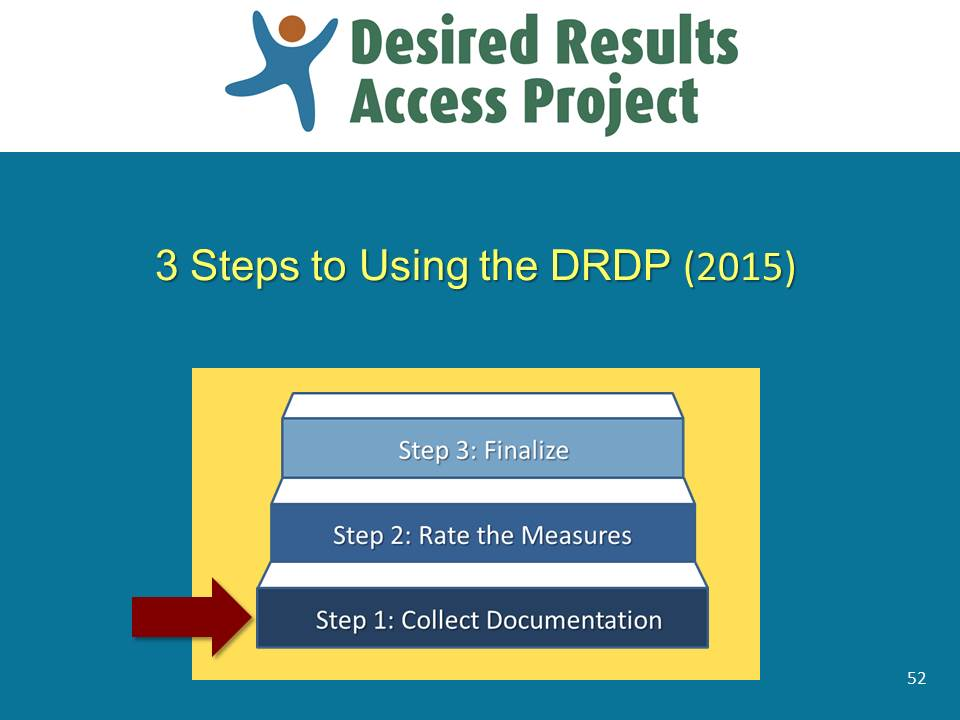 Desired Results
Access Project
3 Steps to Using the DRDP (2015)
Step 3: Finalize
Step 2: Rate the Measures
Step 1: Collect Documentation
52